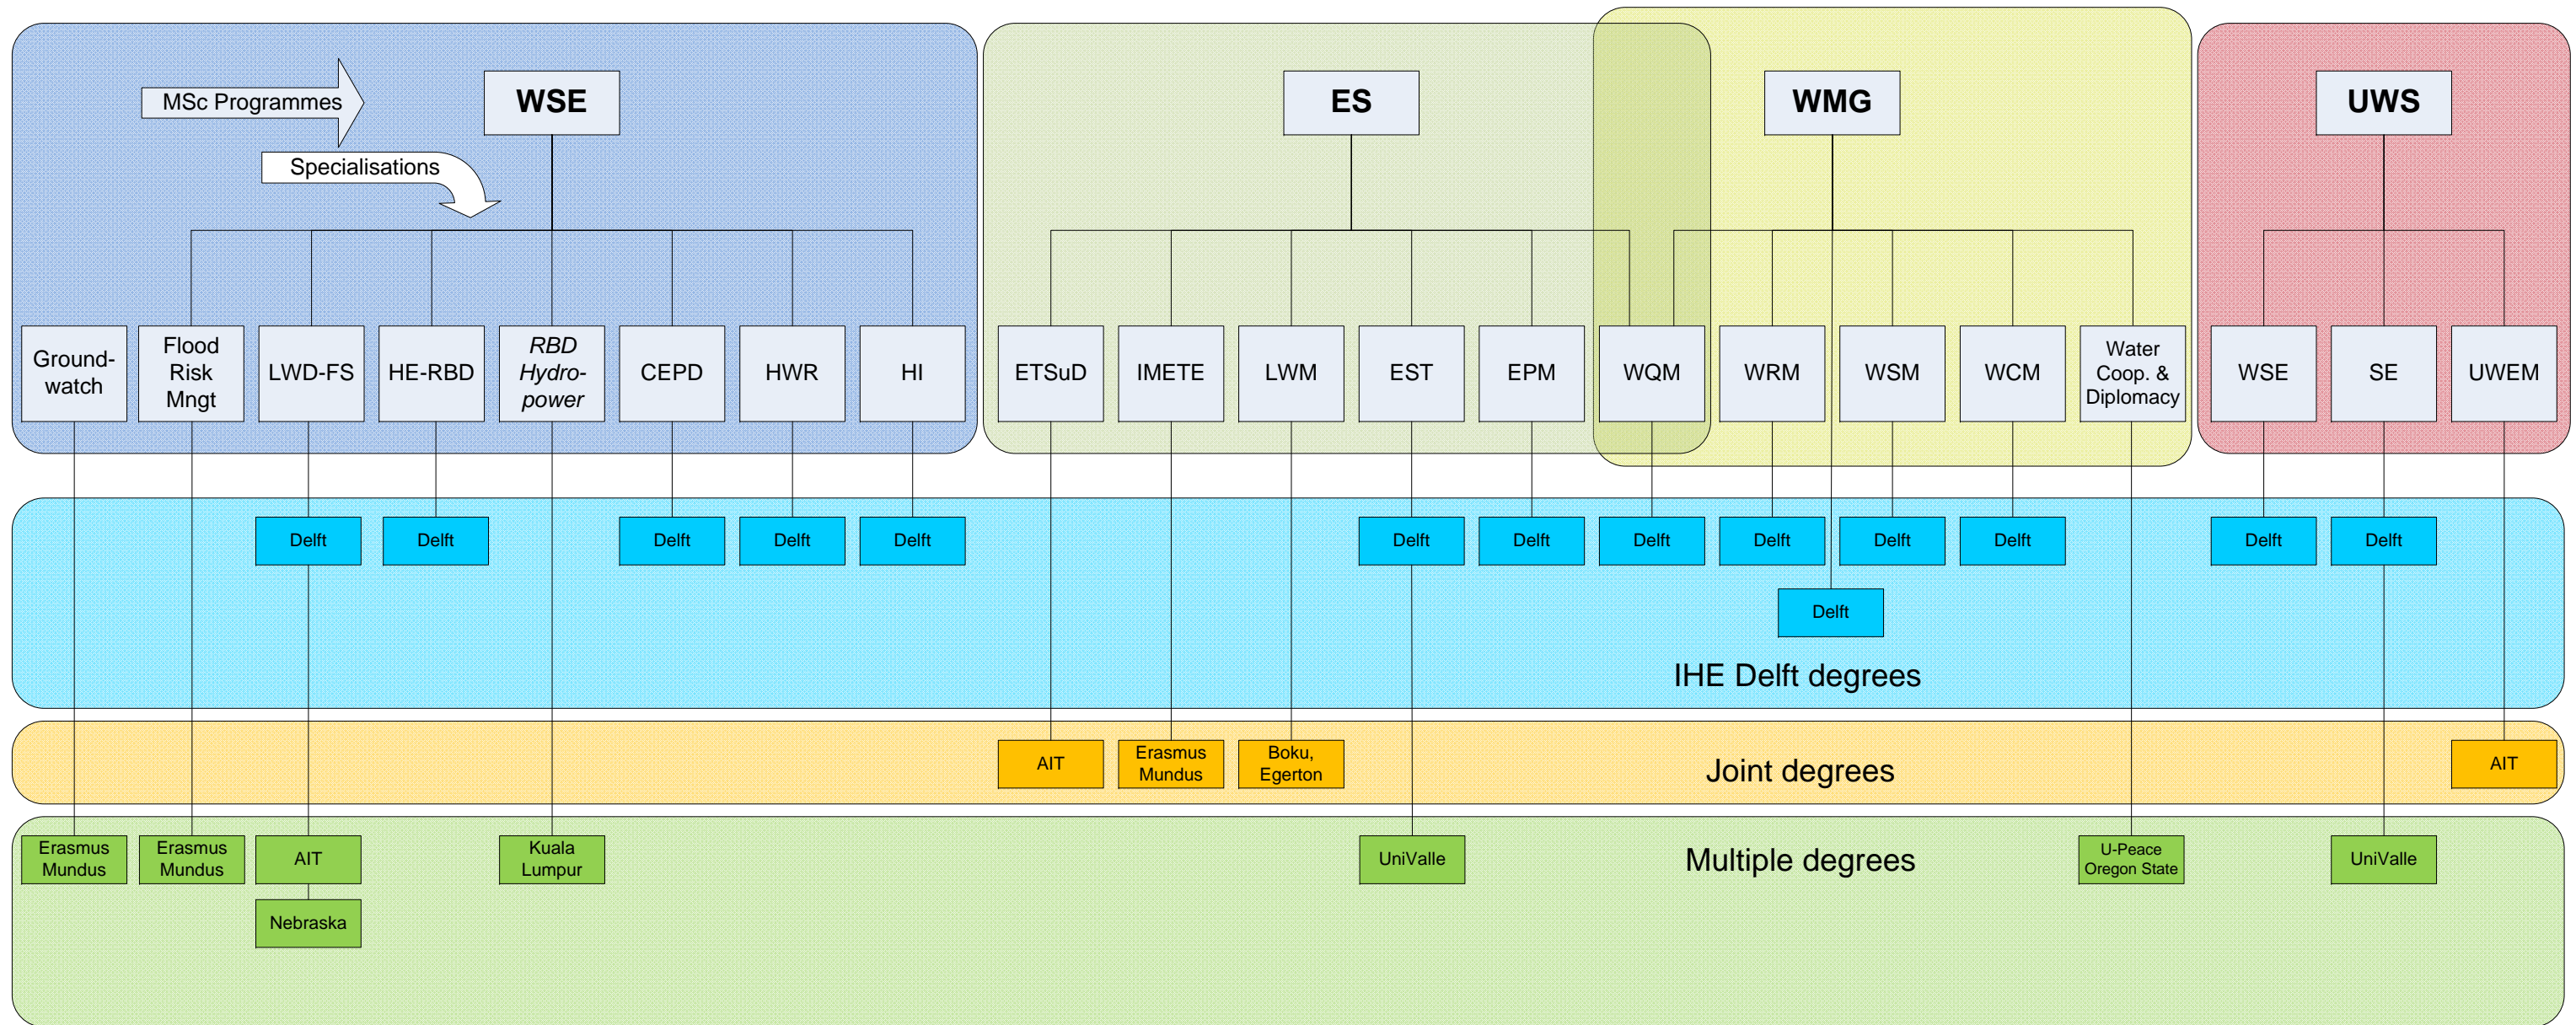 MSc Programmes
Specialisations
WSE
ES
WMG
UWS
Ground-
watch
Flood
Risk
Mngt
LWD-FS
HE-RBD
RBD
Hydro-
power
CEPD
HWR
HI
ETSuD
IMETE
LWM
EST
EPM
WQM
WRM
WSM
WCM
Water
Coop. &
Diplomacy
WSE
SE
UWEM
Delft
Delft
Delft
Delft
Delft
Delft
Delft
Delft
Delft
Delft
Delft
Delft
Delft
Delft
IHE Delft degrees
AIT
Erasmus
Mundus
Boku,
Egerton
Joint degrees
AIT
Erasmus
Mundus
Erasmus
Mundus
AIT
Kuala
Lumpur
UniValle
Multiple degrees
U-Peace
Oregon State
UniValle
Nebraska